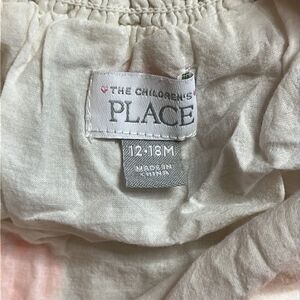 THE CHILDREN'S
PLACE
12-18M
MADE IN
CHINA